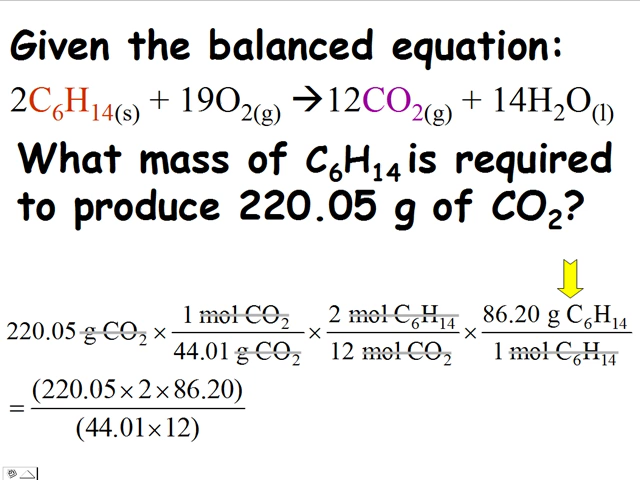 Given the balanced equation:
2C₆H₁₄(s) + 19O₂(g) → 12CO₂(g) + 14H₂O(l)
What mass of C₆H₁₄ is required
to produce 220.05 g of CO₂?
220.05 g CO₂ × (1 mol CO₂ / 44.01 g CO₂) × (2 mol C₆H₁₄ / 12 mol CO₂) × (86.20 g C₆H₁₄ / 1 mol C₆H₁₄)
= (220.05 × 2 × 86.20) / (44.01 × 12)